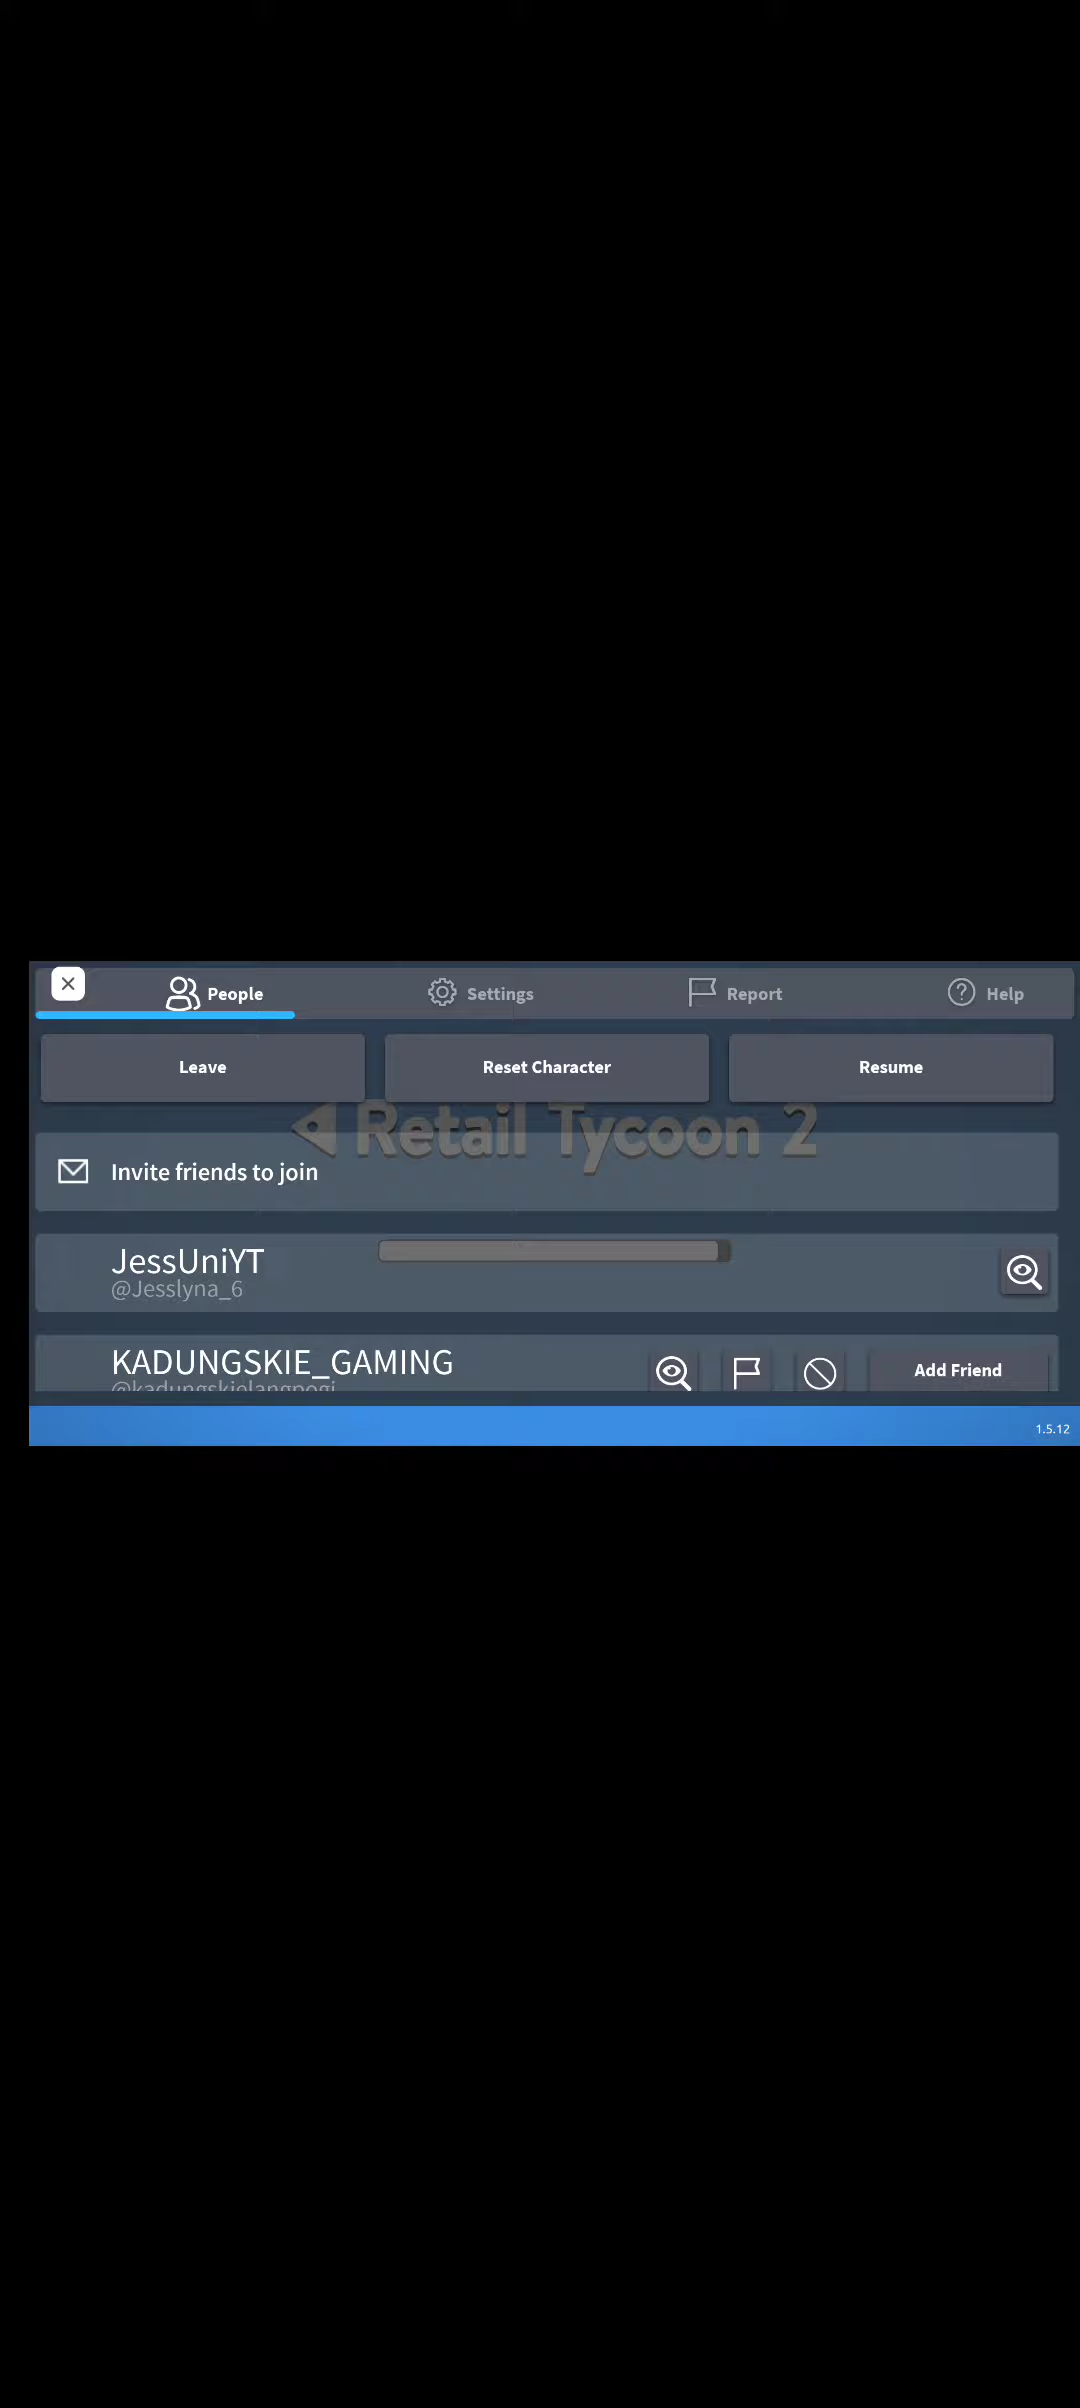 People
Settings
Report
Help
Leave
Reset Character
Resume
Retail Tycoon 2
Invite friends to join
JessUniYT
@Jesslyna_6
KADUNGSKIE_GAMING
@kadungskielangpogi
Add Friend
1.5.12